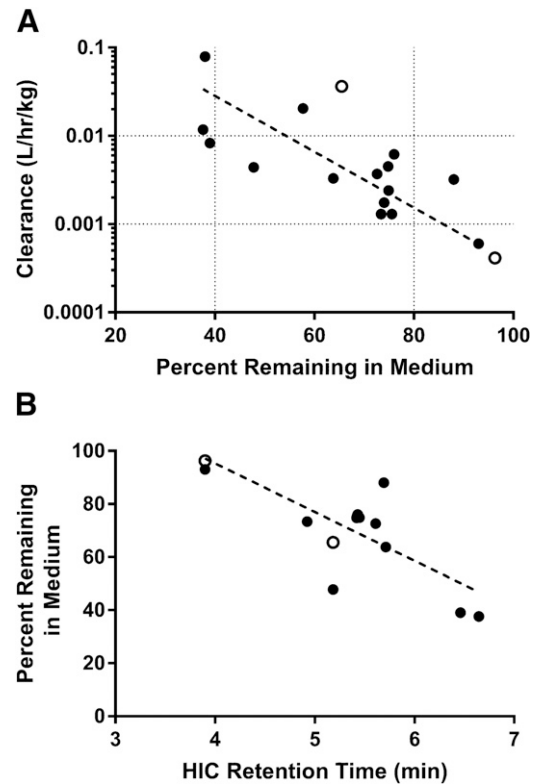 A
Clearance (L/hr/kg)
0.1
0.01
0.001
0.0001
20 40 60 80 100
Percent Remaining in Medium
B
Percent Remaining
in Medium
100
80
60
40
20
0
3 4 5 6 7
HIC Retention Time (min)